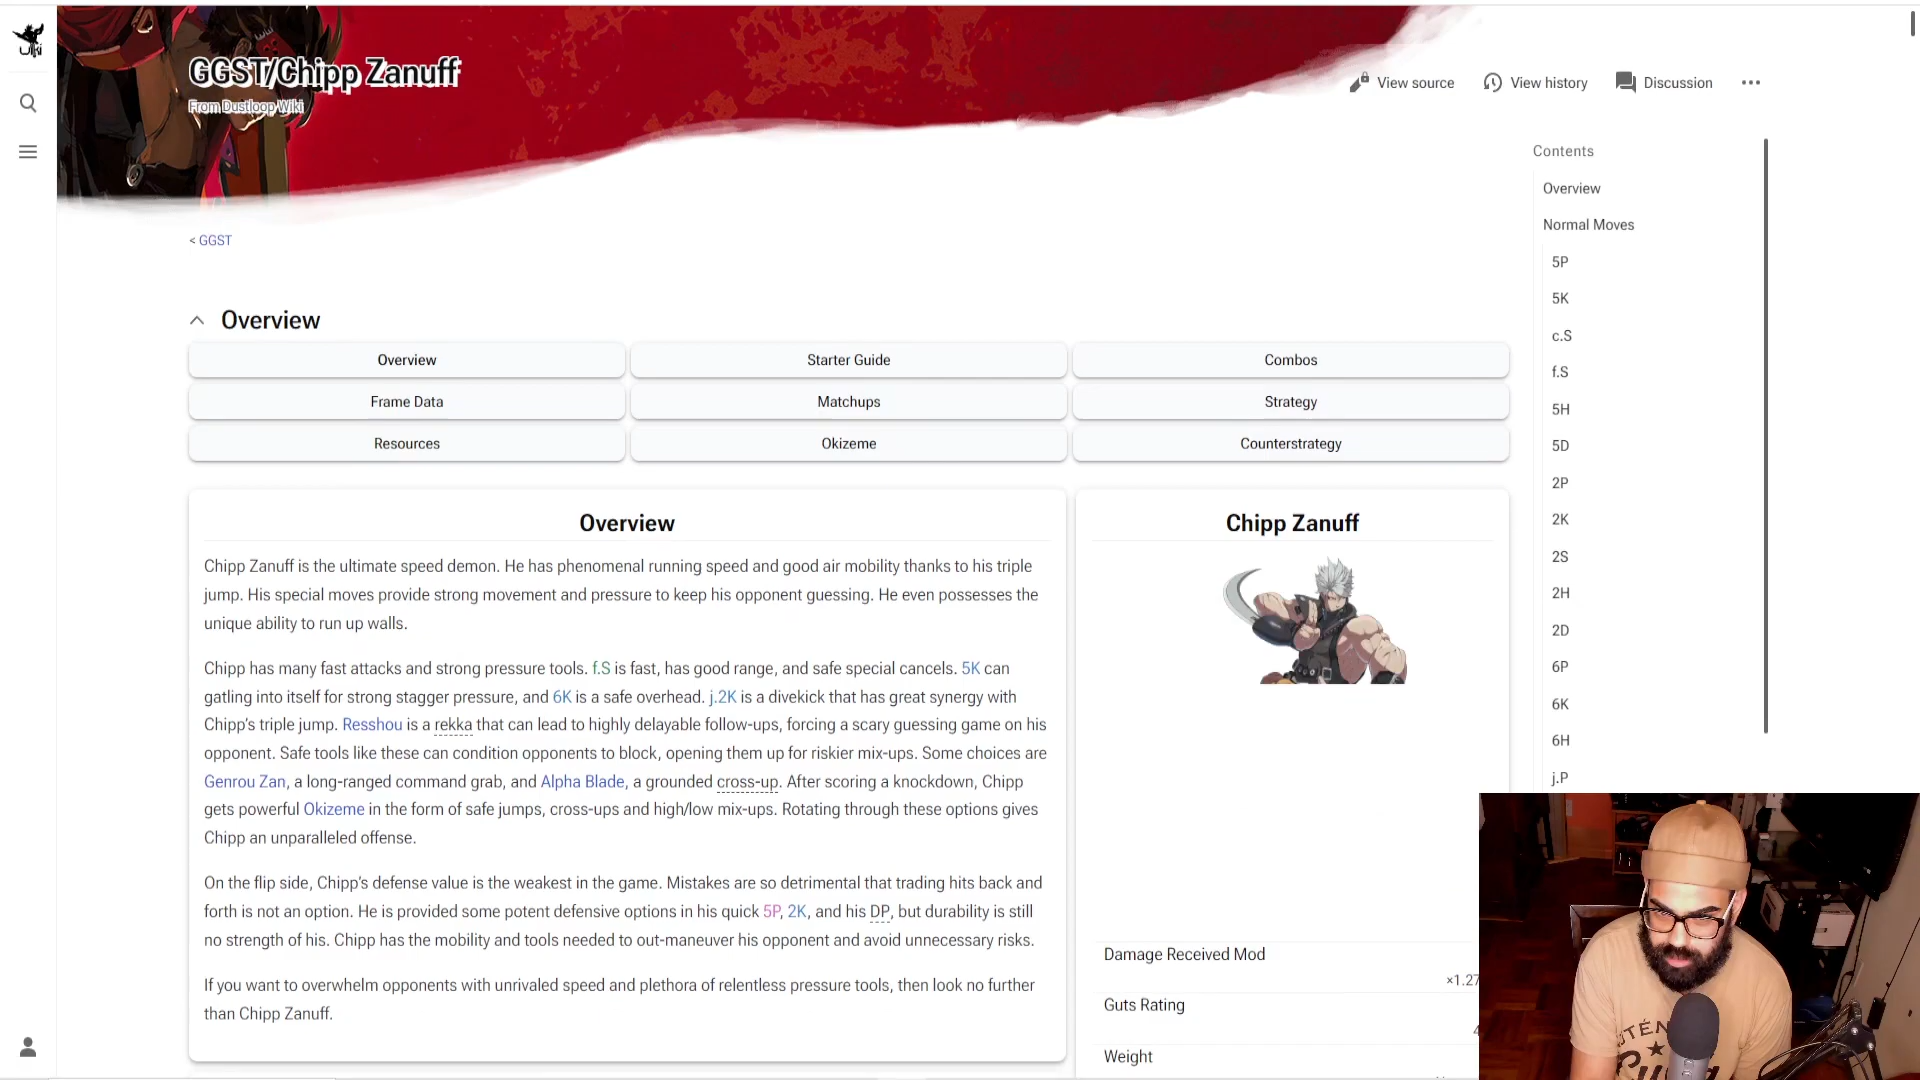 Wiki
GGST/Chipp Zanuff
From Dustloop Wiki
View source
View history
Discussion
< GGST
Overview
Overview
Starter Guide
Combos
Frame Data
Matchups
Strategy
Resources
Okizeme
Counterstrategy
Overview
Chipp Zanuff is the ultimate speed demon. He has phenomenal running speed and good air mobility thanks to his triple
jump. His special moves provide strong movement and pressure to keep his opponent guessing. He even possesses the
unique ability to run up walls.
Chipp has many fast attacks and strong pressure tools. f.S is fast, has good range, and safe special cancels. 5K can
gatling into itself for strong stagger pressure, and 6K is a safe overhead. j.2K is a divekick that has great synergy with
Chipp's triple jump. Resshou is a rekka that can lead to highly delayable follow-ups, forcing a scary guessing game on his
opponent. Safe tools like these can condition opponents to block, opening them up for riskier mix-ups. Some choices are
Genrou Zan, a long-ranged command grab, and Alpha Blade, a grounded cross-up. After scoring a knockdown, Chipp
gets powerful Okizeme in the form of safe jumps, cross-ups and high/low mix-ups. Rotating through these options gives
Chipp an unparalleled offense.
On the flip side, Chipp's defense value is the weakest in the game. Mistakes are so detrimental that trading hits back and
forth is not an option. He is provided some potent defensive options in his quick 5P, 2K, and his DP, but durability is still
no strength of his. Chipp has the mobility and tools needed to out-maneuver his opponent and avoid unnecessary risks.
If you want to overwhelm opponents with unrivaled speed and plethora of relentless pressure tools, then look no further
than Chipp Zanuff.
Chipp Zanuff
Damage Received Mod
×1.27
Guts Rating
4
Weight
Contents
Overview
Normal Moves
5P
5K
c.S
f.S
5H
5D
2P
2K
2S
2H
2D
6P
6K
6H
j.P